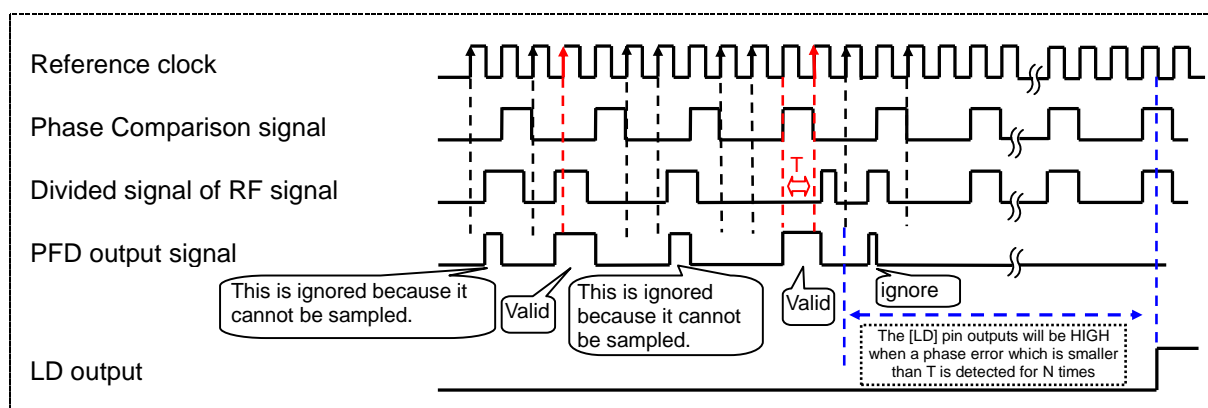 Reference clock
Phase Comparison signal
Divided signal of RF signal
T
PFD output signal
This is ignored because it
cannot be sampled.
Valid
This is ignored
because it cannot
be sampled.
Valid
ignore
The [LD] pin outputs will be HIGH
when a phase error which is smaller
than T is detected for N times
LD output